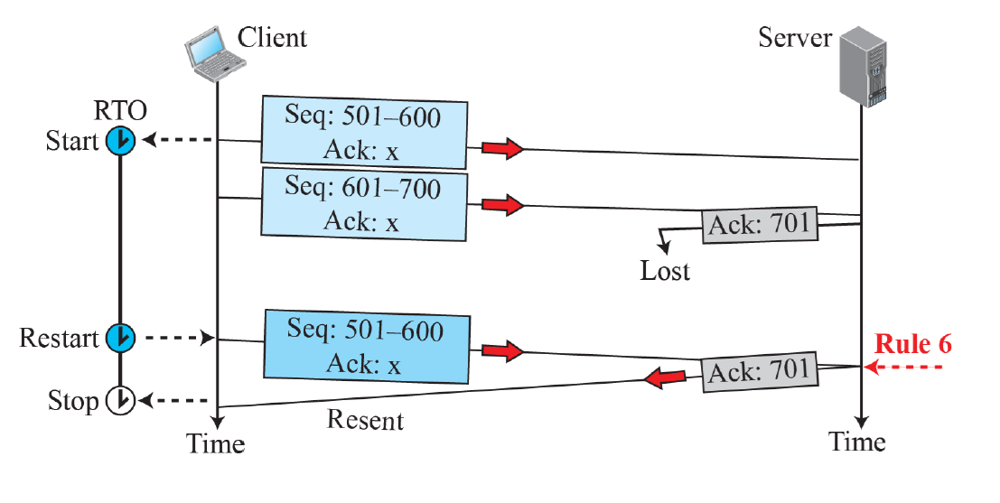 Client
Server
RTO
Start
Seq: 501–600
Ack: x
Seq: 601–700
Ack: x
Ack: 701
Lost
Restart
Seq: 501–600
Ack: x
Rule 6
Ack: 701
Stop
Resent
Time
Time